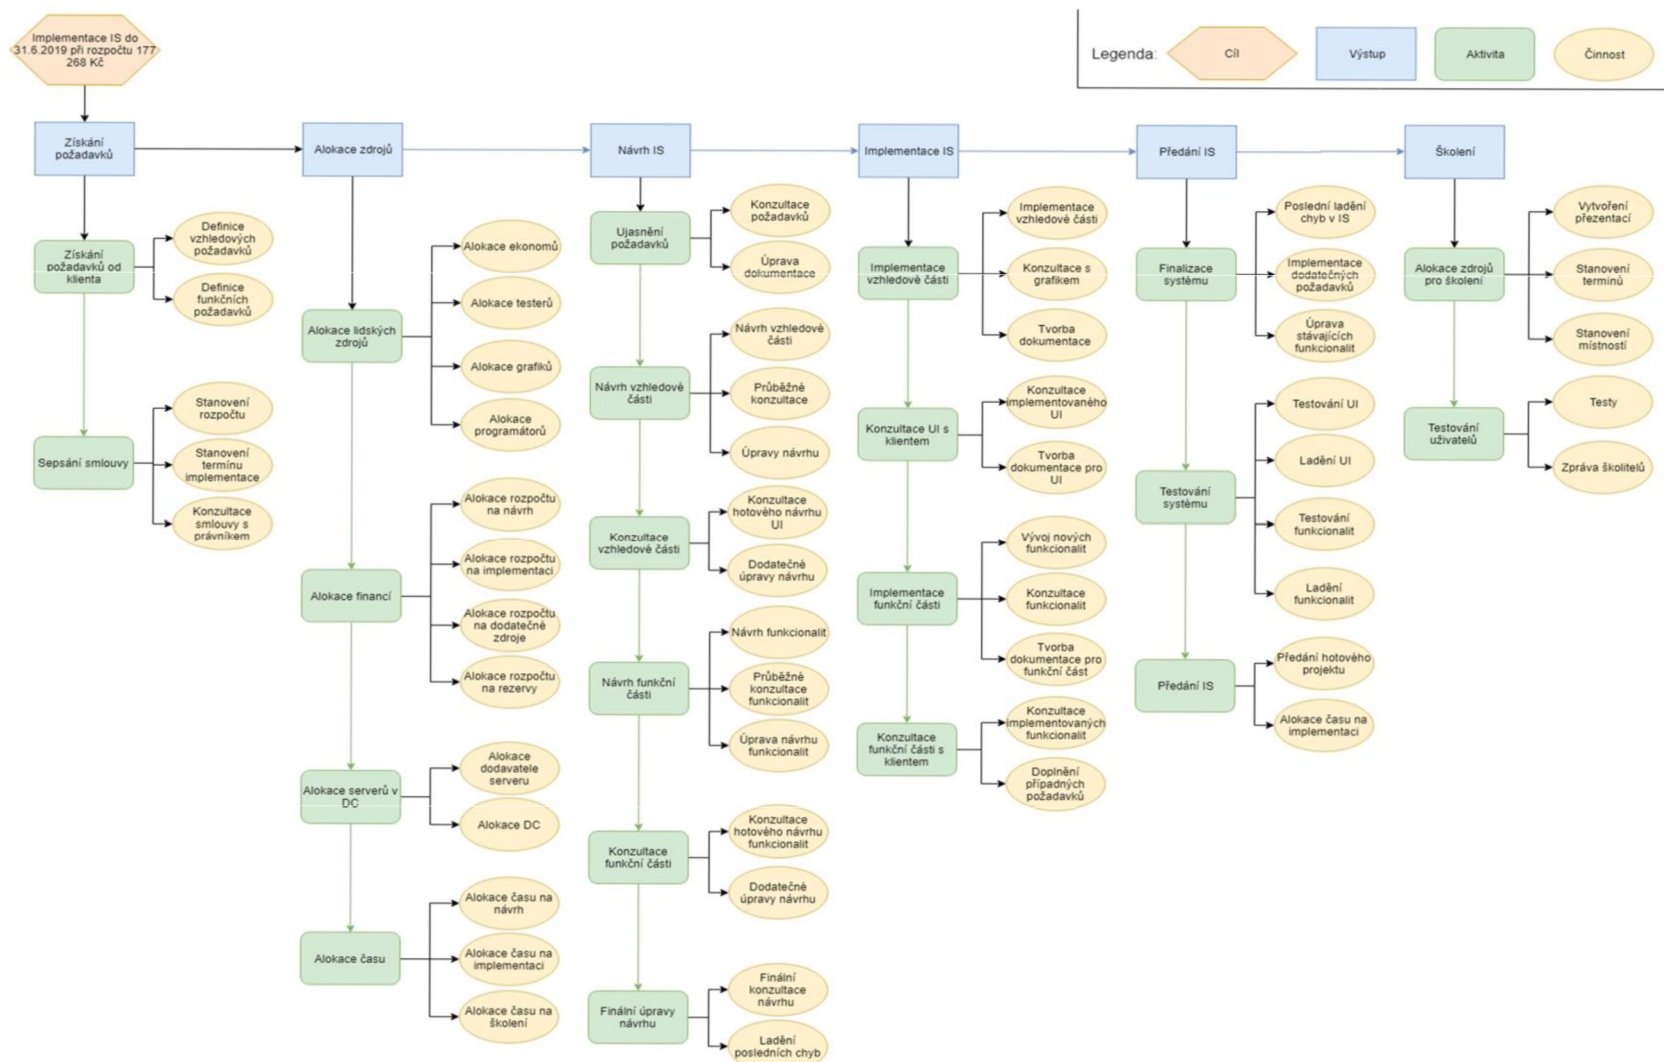 Implementace IS do
31.6.2019 při rozpočtu 177
268 Kč
Legenda:
Cíl
Výstup
Aktivita
Činnost
Získání
požadavků
Alokace zdrojů
Návrh IS
Implementace IS
Předání IS
Školení
Získání
požadavků od
klienta
Definice
vzhledových
požadavků
Definice
funkčních
požadavků
Sepsání smlouvy
Stanovení
rozpočtu
Stanovení
termínu
implementace
Konzultace
smlouvy s
právníkem
Alokace lidských
zdrojů
Alokace ekonomů
Alokace testerů
Alokace grafiků
Alokace
programátorů
Alokace financí
Alokace rozpočtu
na návrh
Alokace rozpočtu
na implementaci
Alokace rozpočtu
na dodatečné
zdroje
Alokace rozpočtu
na rezervy
Alokace serverů v
DC
Alokace
dodavatele
serveru
Alokace DC
Alokace času
Alokace času na
návrh
Alokace času na
implementaci
Alokace času na
školení
Ujasnění
požadavků
Konzultace
požadavků
Úprava
dokumentace
Návrh vzhledové
části
Návrh vzhledové
části
Průběžné
konzultace
Úpravy návrhu
Konzultace
vzhledové části
Konzultace
hotového návrhu
UI
Dodatečné
úpravy návrhu
Návrh funkční
části
Návrh funkcionalit
Průběžné
konzultace
funkcionalit
Úprava návrhu
funkcionalit
Konzultace
funkční části
Konzultace
hotového návrhu
funkcionalit
Dodatečné
úpravy návrhu
Finální úpravy
návrhu
Finální
konzultace
návrhu
Ladění
posledních chyb
Implementace
vzhledové části
Implementace
vzhledové části
Konzultace s
grafikem
Tvorba
dokumentace
Konzultace UI s
klientem
Konzultace
implementovaného
UI
Tvorba
dokumentace pro
UI
Implementace
funkční části
Vývoj nových
funkcionalit
Konzultace
funkcionalit
Tvorba
dokumentace pro
funkční část
Konzultace
funkční části s
klientem
Konzultace
implementovaných
funkcionalit
Doplnění
případných
požadavků
Finalizace
systému
Poslední ladění
chyb v IS
Implementace
dodatečných
požadavků
Úprava
stávajících
funkcionalit
Testování
systému
Testování UI
Ladění UI
Testování
funkcionalit
Ladění
funkcionalit
Předání IS
Předání hotového
projektu
Alokace času na
implementaci
Alokace zdrojů
pro školení
Vytvoření
přezentací
Stanovení
termínů
Stanovení
místností
Testování
uživatelů
Testy
Zpráva školitelů